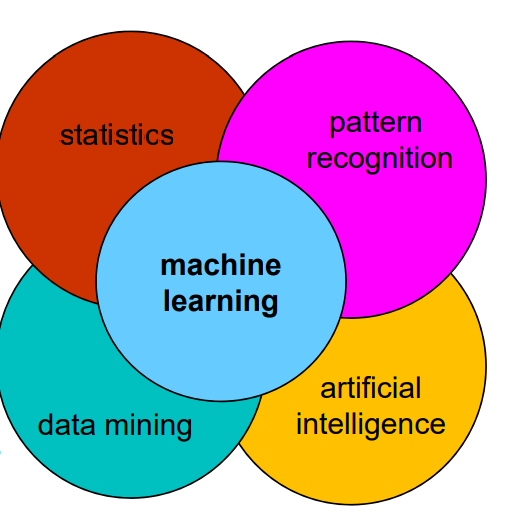 statistics
pattern
recognition
machine
learning
artificial
intelligence
data mining